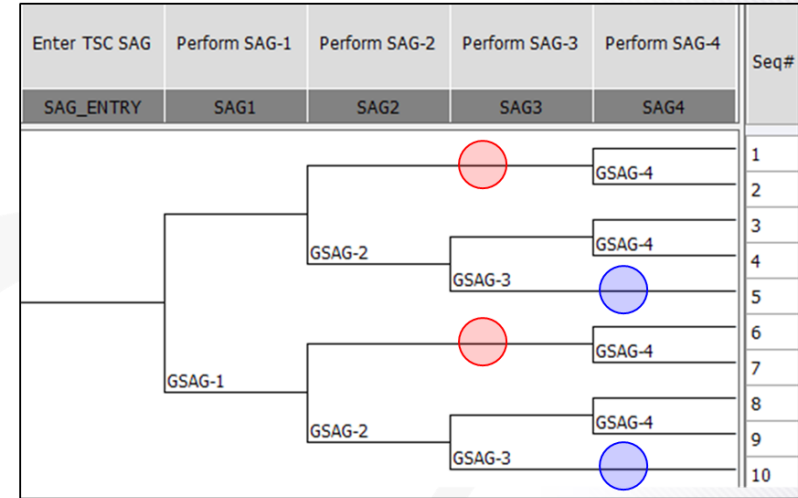 Enter TSC SAG Perform SAG-1 Perform SAG-2 Perform SAG-3 Perform SAG-4 Seq#
SAG_ENTRY SAG1 SAG2 SAG3 SAG4
1
GSAG-4
2
3
GSAG-4
GSAG-2
4
GSAG-3
5
6
GSAG-4
7
GSAG-1
8
GSAG-4
GSAG-2
9
GSAG-3
10